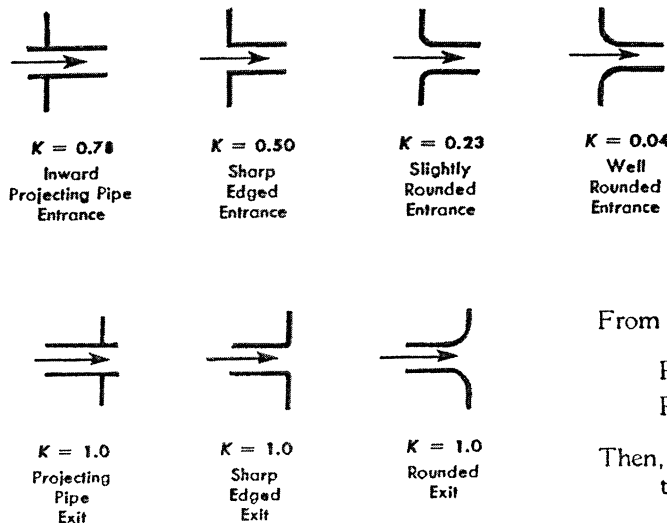 K = 0.78
Inward
Projecting Pipe
Entrance
K = 0.50
Sharp
Edged
Entrance
K = 0.23
Slightly
Rounded
Entrance
K = 0.04
Well
Rounded
Entrance
K = 1.0
Projecting
Pipe
Exit
K = 1.0
Sharp
Edged
Exit
K = 1.0
Rounded
Exit
From
Then,
t